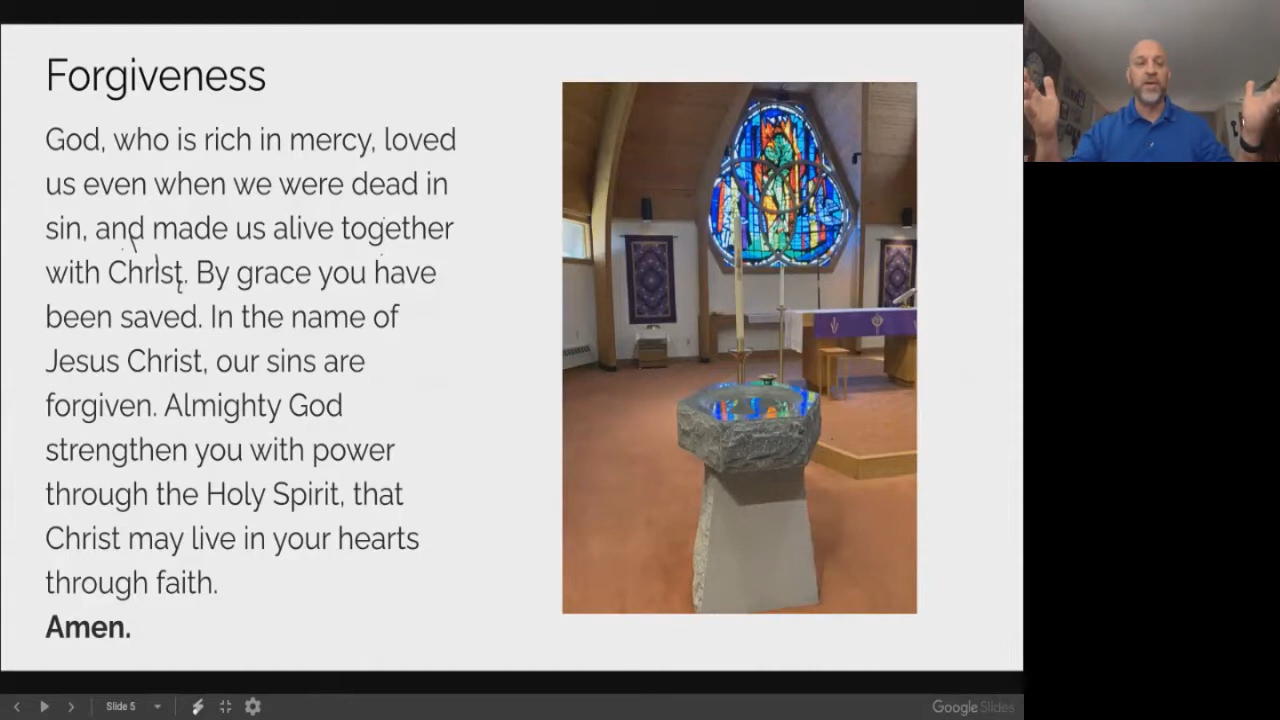 Forgiveness
God, who is rich in mercy, loved
us even when we were dead in
sin, and made us alive together
with Christ. By grace you have
been saved. In the name of
Jesus Christ, our sins are
forgiven. Almighty God
strengthen you with power
through the Holy Spirit, that
Christ may live in your hearts
through faith.
Amen.
Slide 5
Google Slides